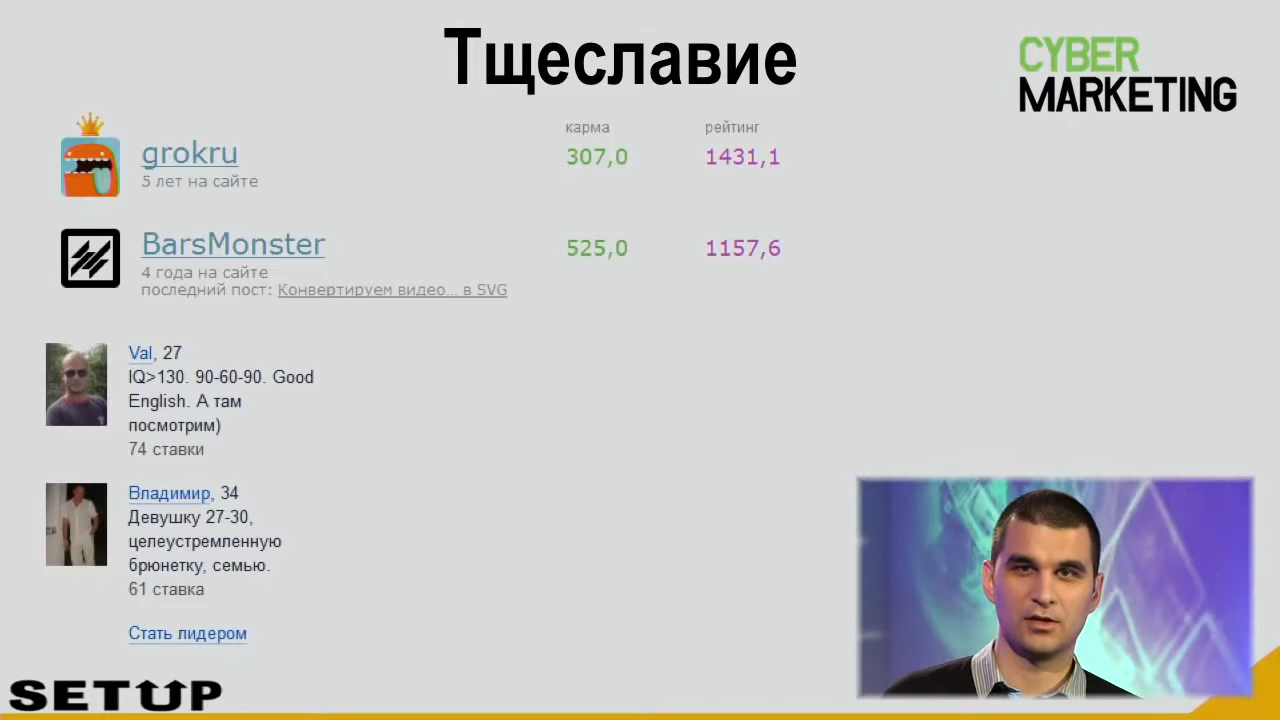 Тщеславие
CYBER
MARKETING
карма
рейтинг
grokru
307,0
1431,1
5 лет на сайте
BarsMonster
525,0
1157,6
4 года на сайте
последний пост: Конвертируем видео... в SVG
Val, 27
IQ>130. 90-60-90. Good
English. А там
посмотрим)
74 ставки
Владимир, 34
Девушку 27-30,
целеустремленную
брюнетку, семью.
61 ставка
Стать лидером
SETUP